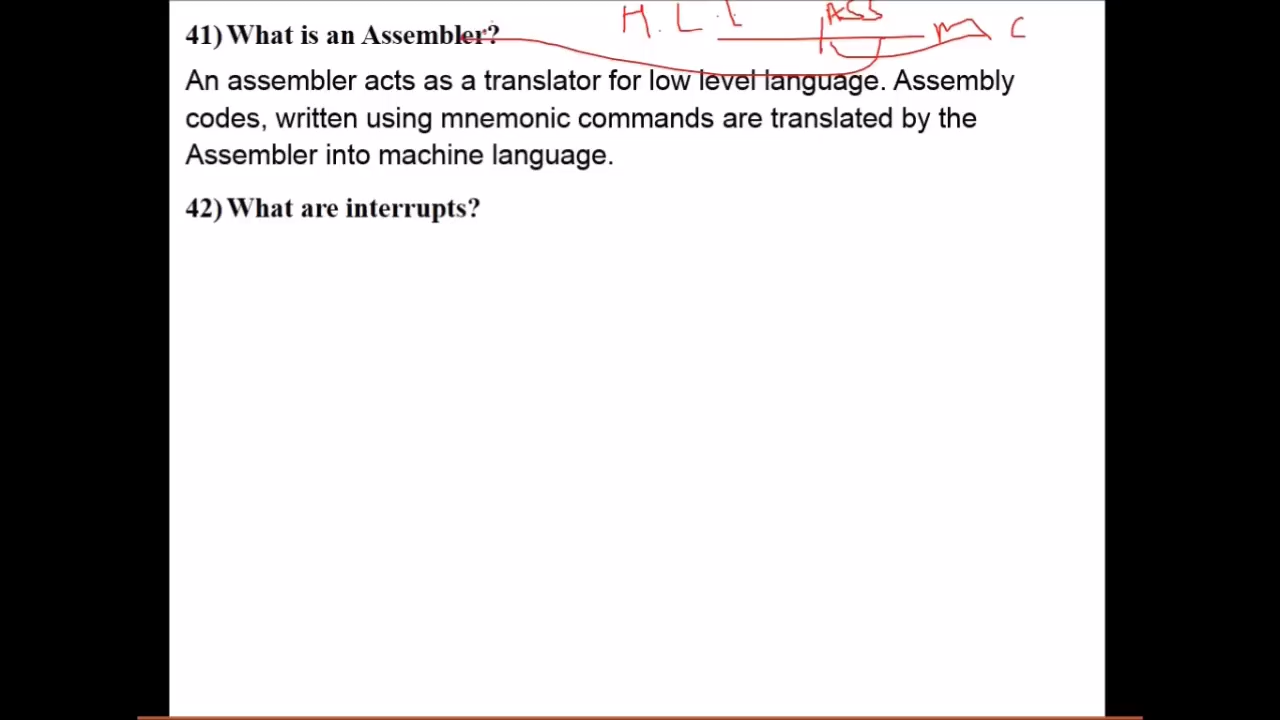 H. L. L ASS M C
41) What is an Assembler?
An assembler acts as a translator for low level language. Assembly
codes, written using mnemonic commands are translated by the
Assembler into machine language.
42) What are interrupts?